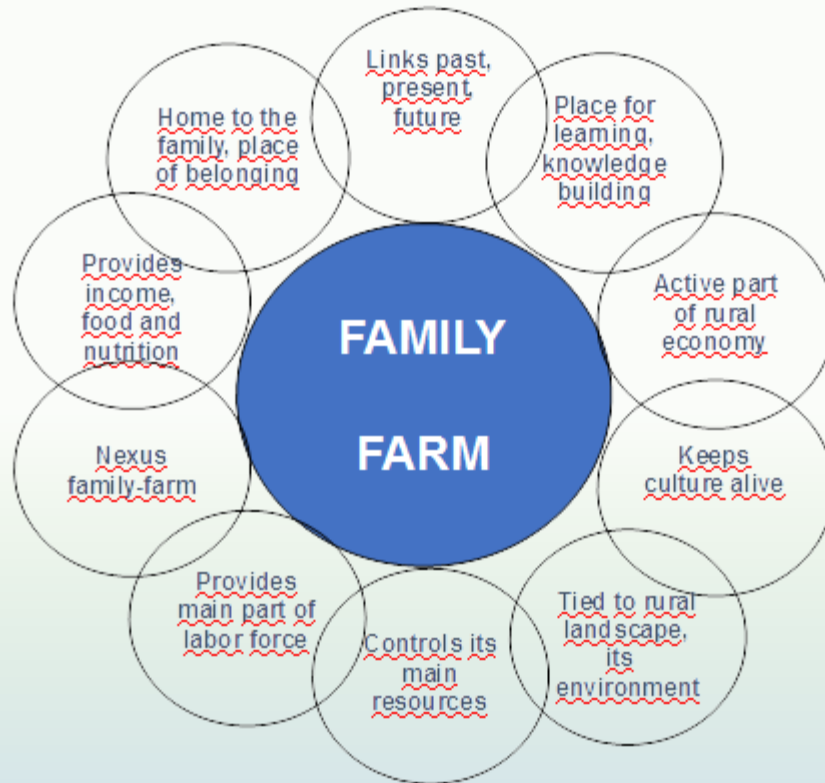 Links past,
present,
future
Place for
learning,
knowledge
building
Active part
of rural
economy
Keeps
culture alive
Tied to rural
landscape,
its
environment
Controls its
main
resources
Provides
main part of
labor force
Nexus
family-farm
Provides
income,
food and
nutrition
Home to the
family, place
of belonging
FAMILY
FARM